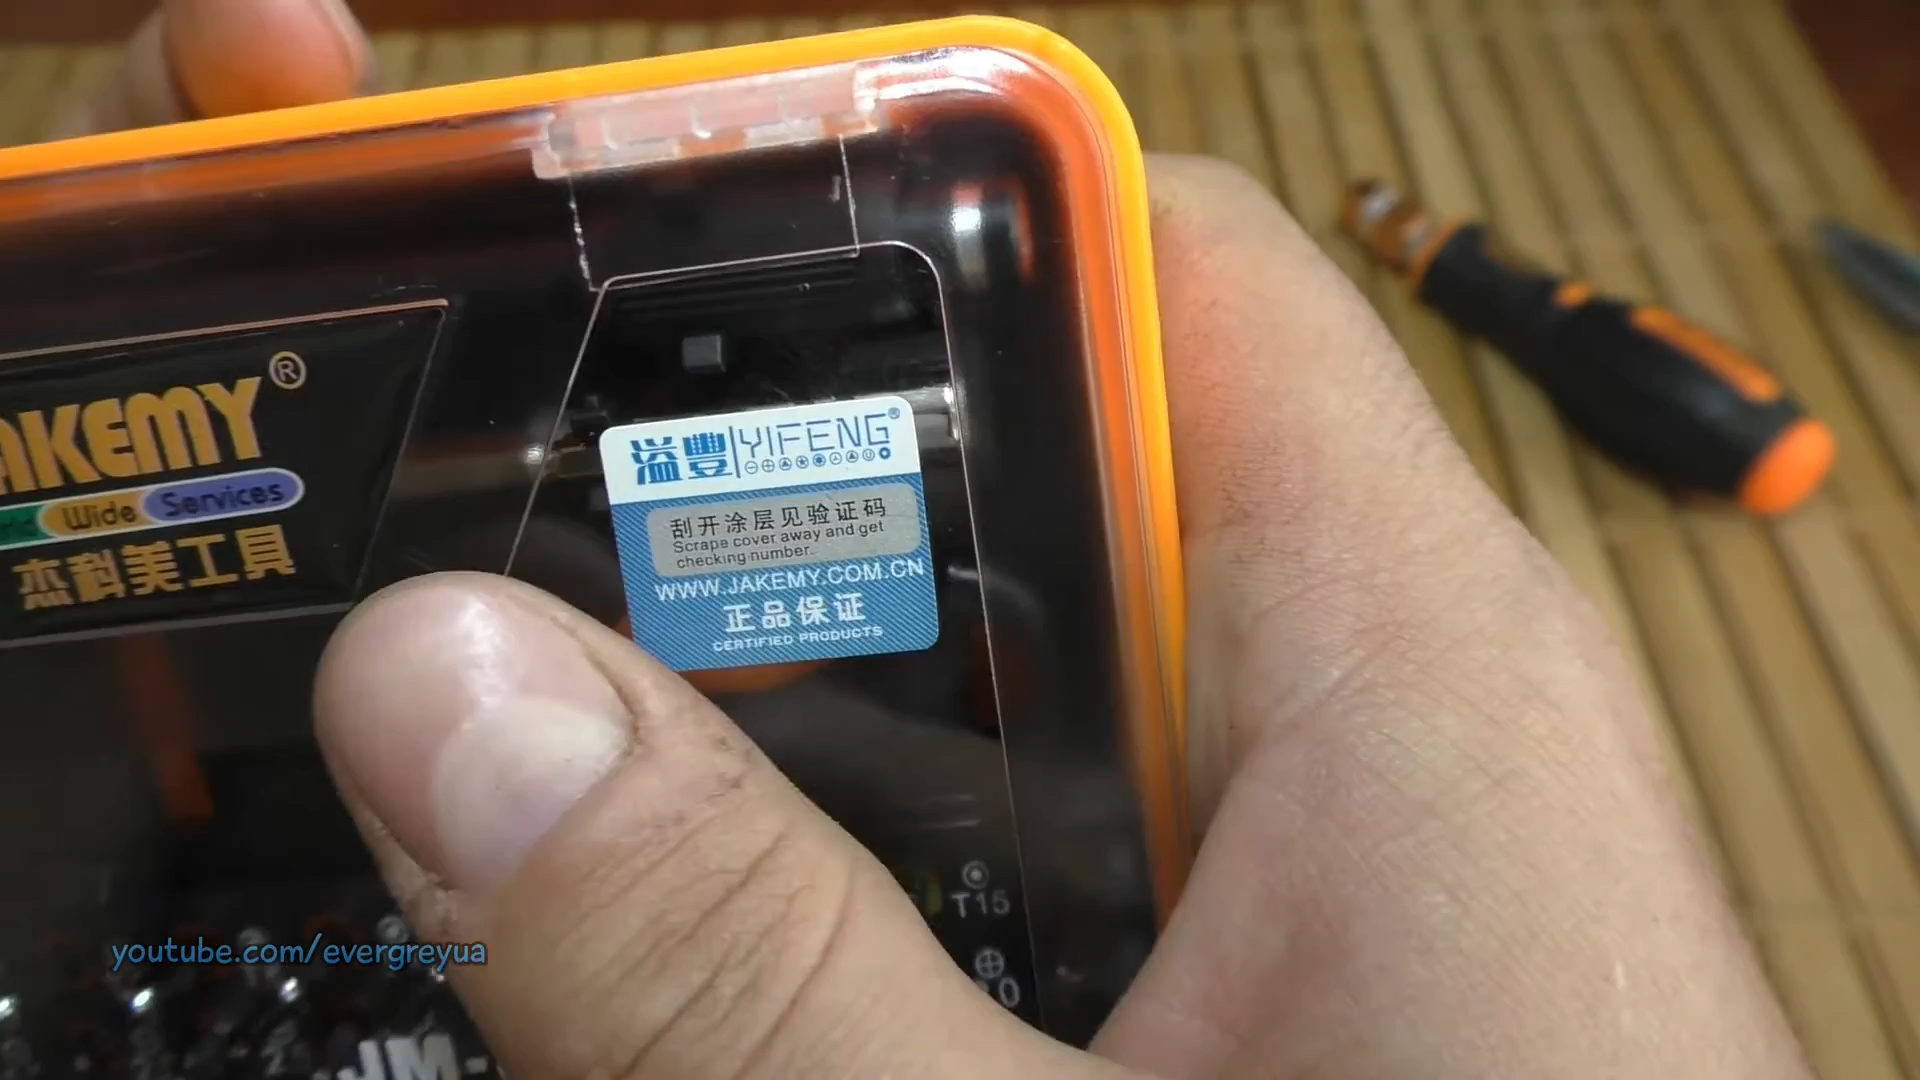 JAKEMY®
Wide Services
杰科美工具
溢豐 YIFENG®
刮开涂层见验证码
Scrape cover away and get
checking number.
WWW.JAKEMY.COM.CN
正品保证
CERTIFIED PRODUCTS
T15
youtube.com/evergreyua
JM-